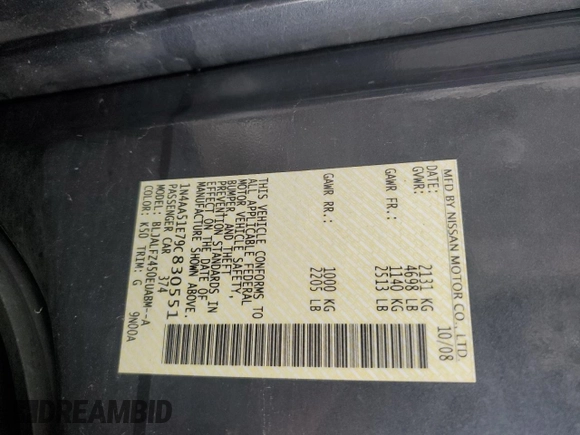 MFD BY NISSAN MOTOR CO., LTD.
DATE: 10/08
GVWR: 2131 KG
4698 LB
GAWR FR.: 1140 KG
2513 LB
GAWR RR.: 1000 KG
2205 LB
THIS VEHICLE CONFORMS TO
ALL APPLICABLE FEDERAL
MOTOR VEHICLE SAFETY,
BUMPER, AND THEFT
PREVENTION STANDARDS IN
EFFECT ON THE DATE OF
MANUFACTURE SHOWN ABOVE.
1N4AA51E79C830551
PASSENGER CAR 374
MODEL: BLJALFZ450EUABM--A
COLOR: K50 TRIM: G 9N00A
DREAMBID